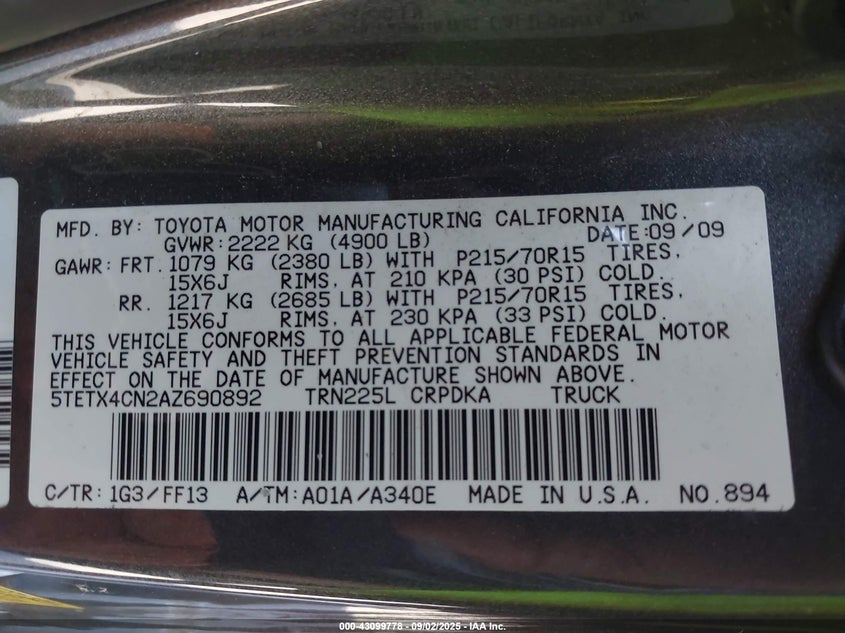 MFD. BY: TOYOTA MOTOR MANUFACTURING CALIFORNIA INC.
GVWR: 2222 KG (4900 LB) DATE: 09/09
GAWR: FRT. 1079 KG (2380 LB) WITH P215/70R15 TIRES,
15X6J RIMS, AT 210 KPA (30 PSI) COLD.
RR. 1217 KG (2685 LB) WITH P215/70R15 TIRES,
15X6J RIMS, AT 230 KPA (33 PSI) COLD.
THIS VEHICLE CONFORMS TO ALL APPLICABLE FEDERAL MOTOR
VEHICLE SAFETY AND THEFT PREVENTION STANDARDS IN
EFFECT ON THE DATE OF MANUFACTURE SHOWN ABOVE.
5TETX4CN2AZ690892 TRN225L CRPDKA TRUCK
C/TR: 1G3/FF13 A/TM: A01A/A340E MADE IN U.S.A. NO.894
000-43099778 - 09/02/2025 - IAA Inc.